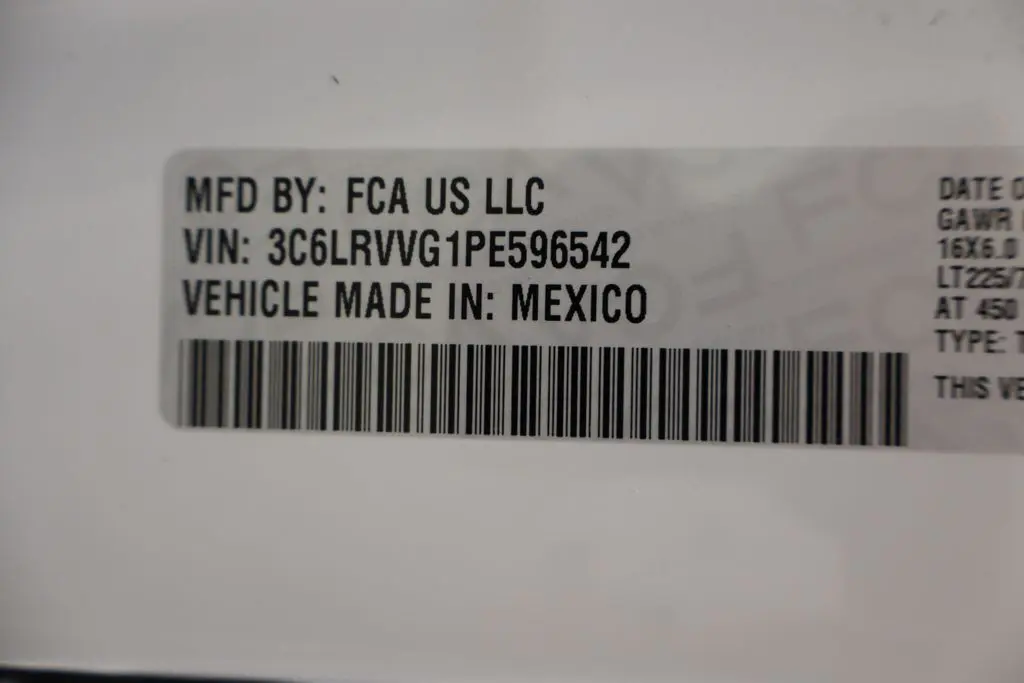 MFD BY: FCA US LLC
VIN: 3C6LRVVG1PE596542
VEHICLE MADE IN: MEXICO
DATE
GAWR
16X6.0
LT225/7
AT 450
TYPE: T
THIS VE